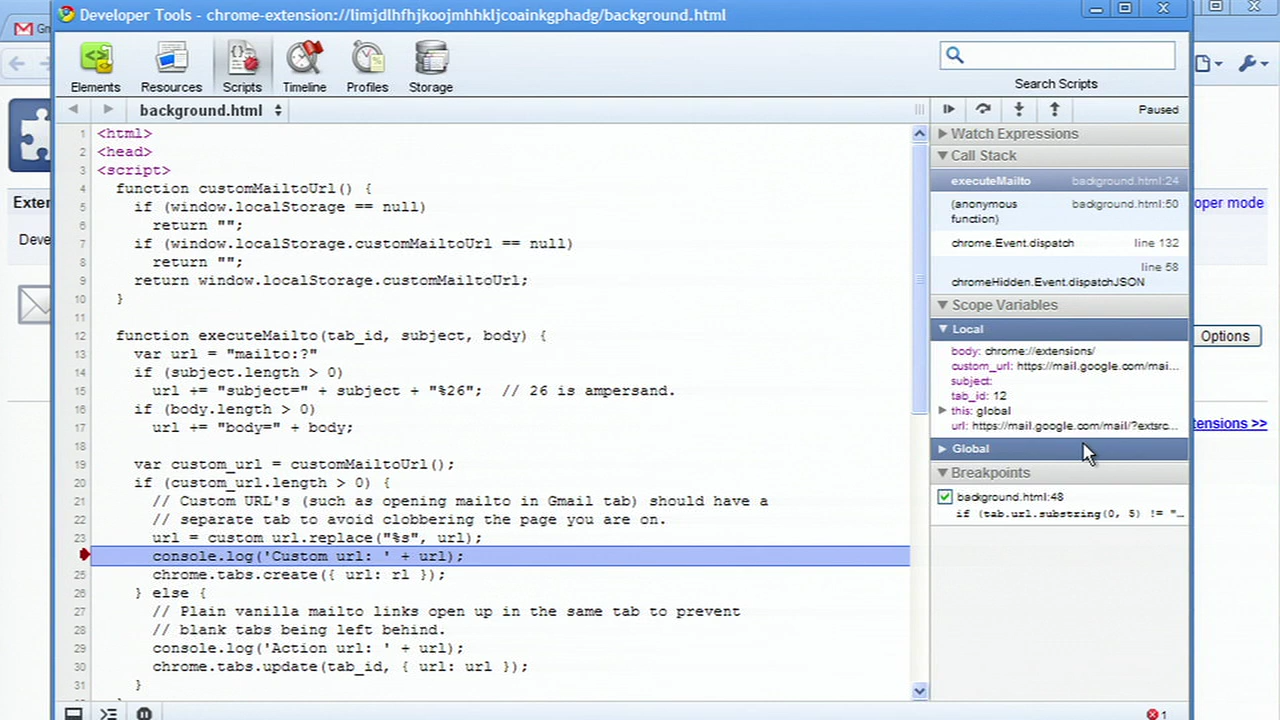 Developer Tools - chrome-extension://limjdlhfhjkoojmhhkljcoainkgphadg/background.html
Elements Resources Scripts Timeline Profiles Storage
Search Scripts
background.html
Paused
1 <html>
2 <head>
3 <script>
4 function customMailtoUrl() {
5 if (window.localStorage == null)
6 return "";
7 if (window.localStorage.customMailtoUrl == null)
8 return "";
9 return window.localStorage.customMailtoUrl;
10 }
11
12 function executeMailto(tab_id, subject, body) {
13 var url = "mailto:?"
14 if (subject.length > 0)
15 url += "subject=" + subject + "%26";  // 26 is ampersand.
16 if (body.length > 0)
17 url += "body=" + body;
18
19 var custom_url = customMailtoUrl();
20 if (custom_url.length > 0) {
21 // Custom URL's (such as opening mailto in Gmail tab) should have a
22 // separate tab to avoid clobbering the page you are on.
23 url = custom_url.replace("%s", url);
console.log('Custom url: ' + url);
25 chrome.tabs.create({ url: rl });
26 } else {
27 // Plain vanilla mailto links open up in the same tab to prevent
28 // blank tabs being left behind.
29 console.log('Action url: ' + url);
30 chrome.tabs.update(tab_id, { url: url });
31 }
Watch Expressions
Call Stack
executeMailto background.html:24
(anonymous function) background.html:50
chrome.Event.dispatch line 132
line 58
chromeHidden.Event.dispatchJSON
Scope Variables
Local
body: chrome://extensions/
custom_url: https://mail.google.com/mai...
subject:
tab_id: 12
this: global
url: https://mail.google.com/mail/?extsrc...
Global
Breakpoints
background.html:48
if (tab.url.substring(0, 5) != "...
1
Gm
Exten
Deve
oper mode
Options
tensions >>